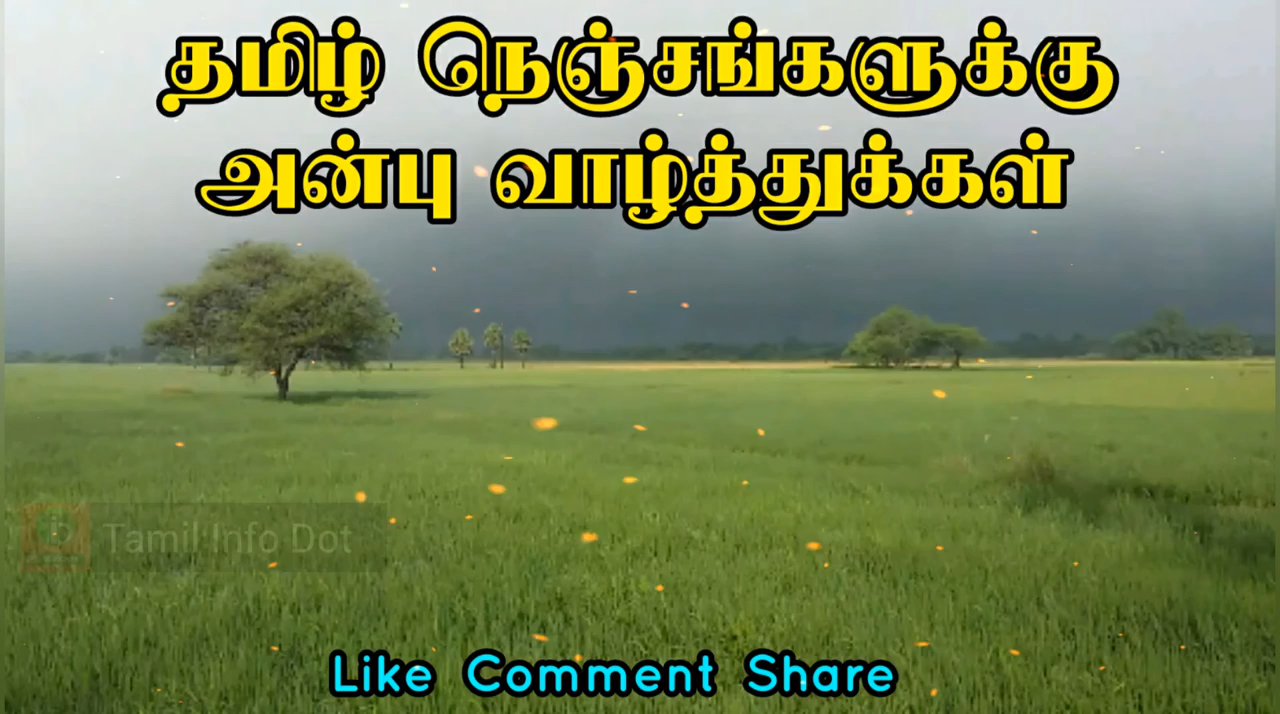 தமிழ் நெஞ்சங்களுக்கு
அன்பு வாழ்த்துக்கள்
Tamil Info Dot
Like Comment Share